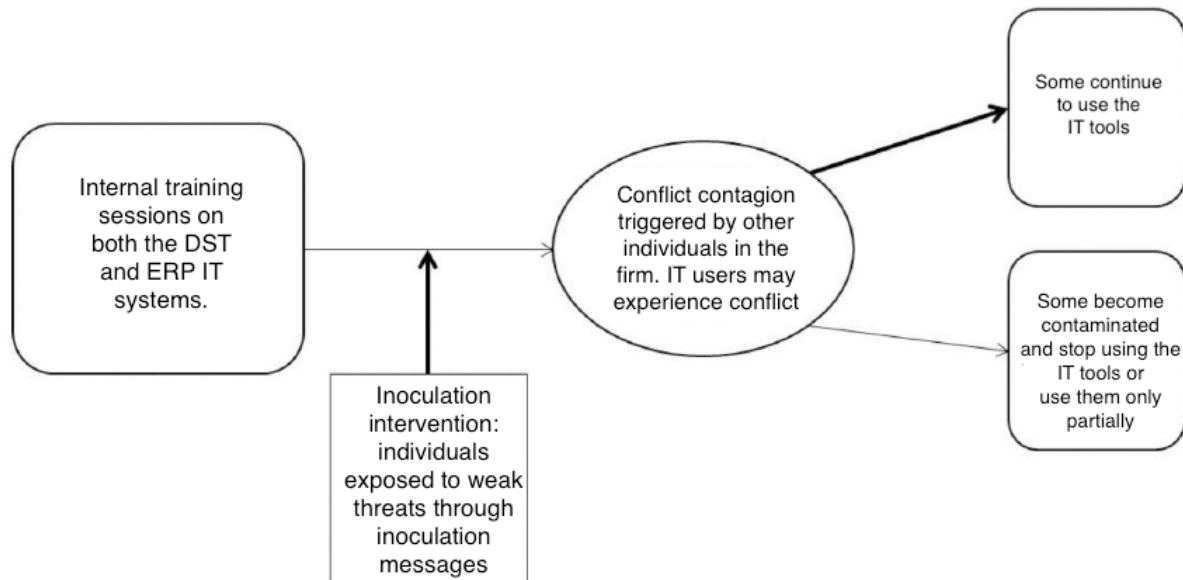 Internal training
sessions on
both the DST
and ERP IT
systems.
Inoculation
intervention:
individuals
exposed to weak
threats through
inoculation
messages
Conflict contagion
triggered by other
individuals in the
firm. IT users may
experience conflict
Some continue
to use the
IT tools
Some become
contaminated
and stop using the
IT tools or
use them only
partially